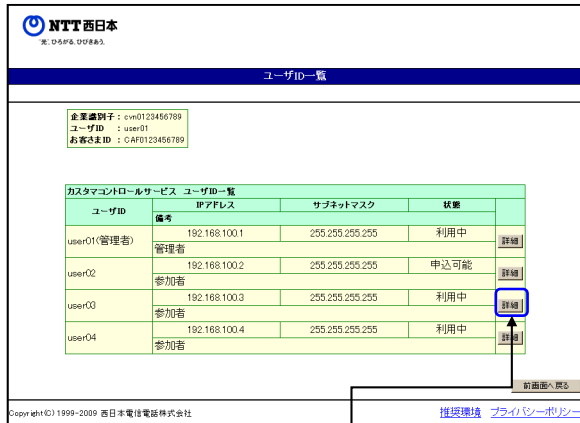 NTT西日本
光、ひろがる。ひびきあう。
ユーザID一覧
企業識別子：cvn0123456789
ユーザID ：user01
お客さまID ：CAF0123456789
カスタマコントロールサービス ユーザID一覧
ユーザID IPアドレス サブネットマスク 状態
備考
user01(管理者) 192.168.100.1 255.255.255.255 利用中 詳細
管理者
user02 192.168.100.2 255.255.255.255 申込可能 詳細
参加者
user03 192.168.100.3 255.255.255.255 利用中 詳細
参加者
user04 192.168.100.4 255.255.255.255 利用中 詳細
参加者
前画面へ戻る
Copyright(C) 1999-2009 西日本電信電話株式会社 推奨環境 プライバシーポリシー